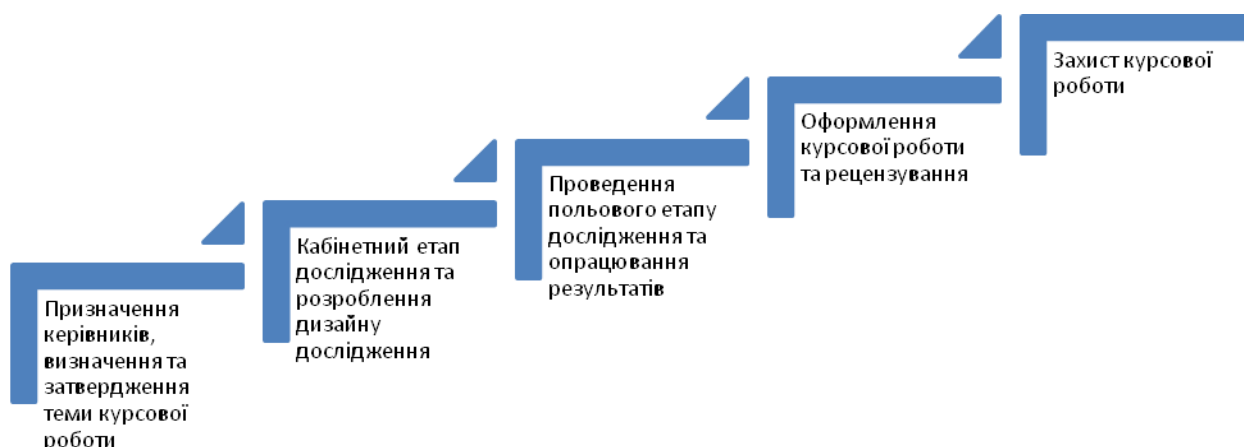 Призначення
керівників,
визначення та
затвердження
теми курсової
роботи
Кабінетний етап
дослідження та
розроблення
дизайну
дослідження
Проведення
польового етапу
дослідження та
опрацювання
результатів
Оформлення
курсової роботи
та рецензування
Захист курсової
роботи